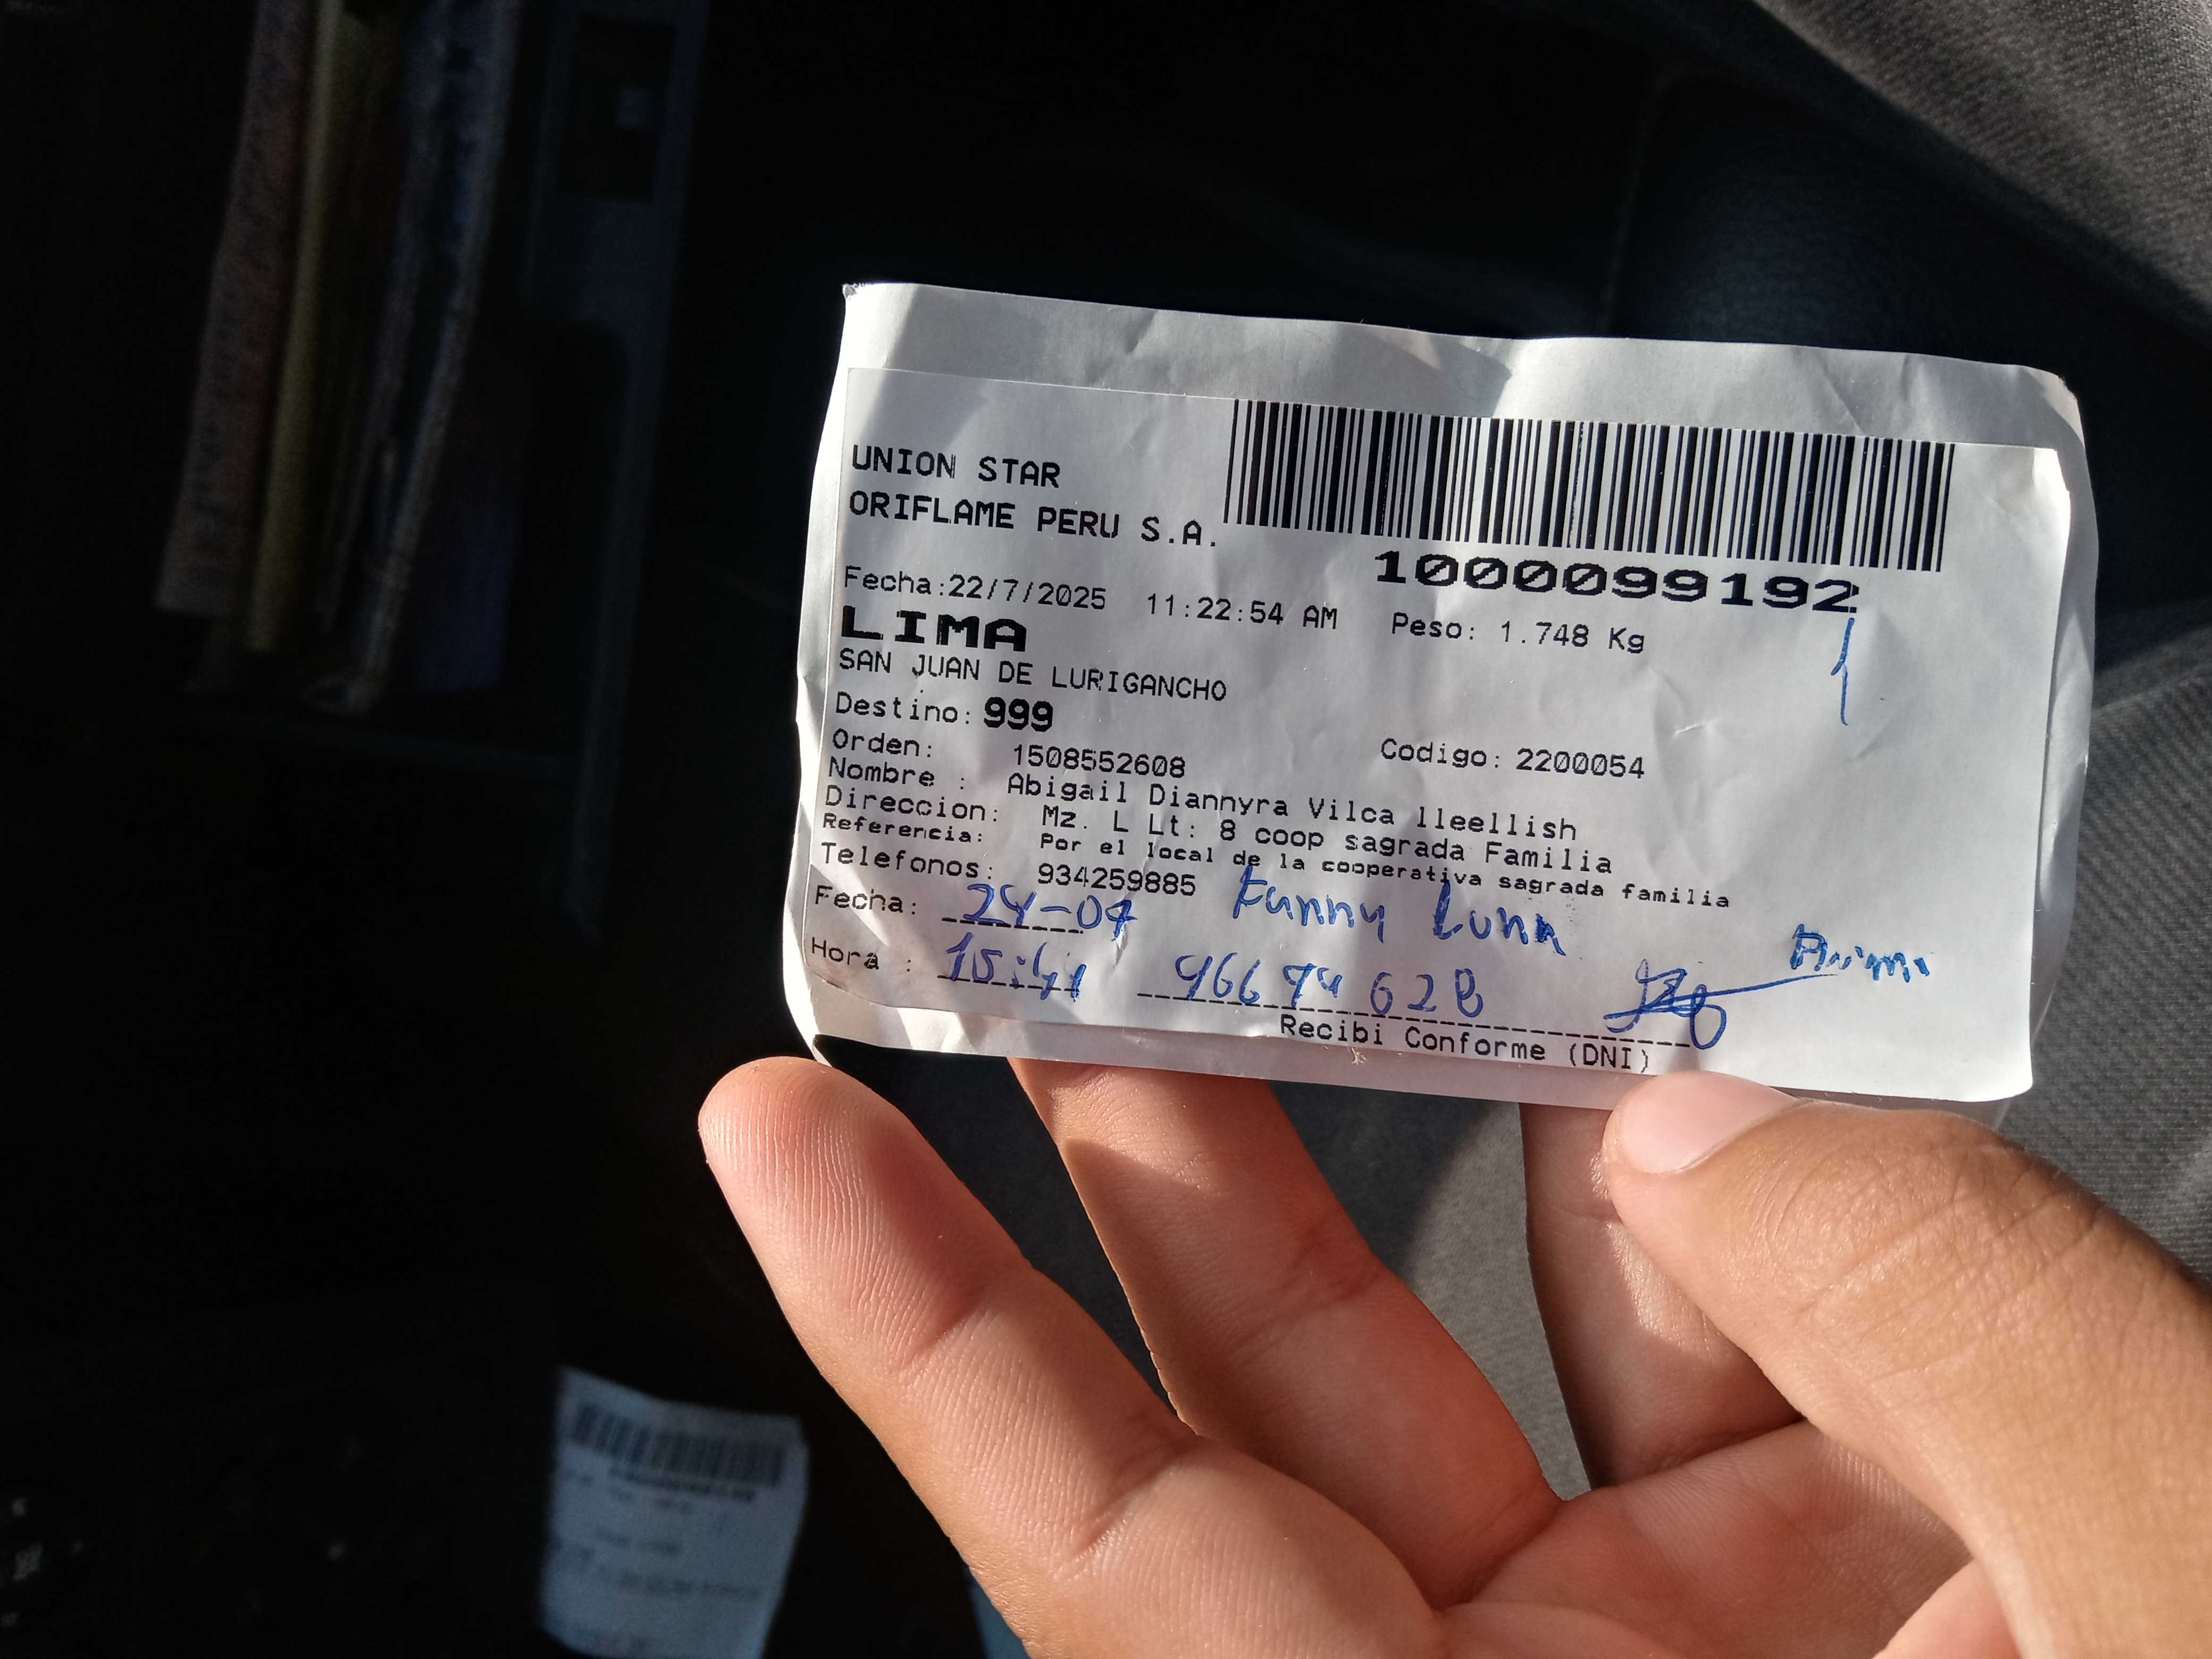 UNION STAR
ORIFLAME PERU S.A.
1000099192
Fecha:22/7/2025 11:22:54 AM Peso: 1.748 Kg
LIMA
SAN JUAN DE LURIGANCHO
Destino: 999
Orden: 1508552608 Codigo: 2200054
Nombre : Abigail Diannyra Vilca lleellish
Direccion: Mz. L Lt: 8 coop sagrada Familia
Referencia: Por el local de la cooperativa sagrada familia
Telefonos: 934259885
Fecha: 24-07 Fanny Luna
Hora : 15:41
Recibi Conforme (DNI)